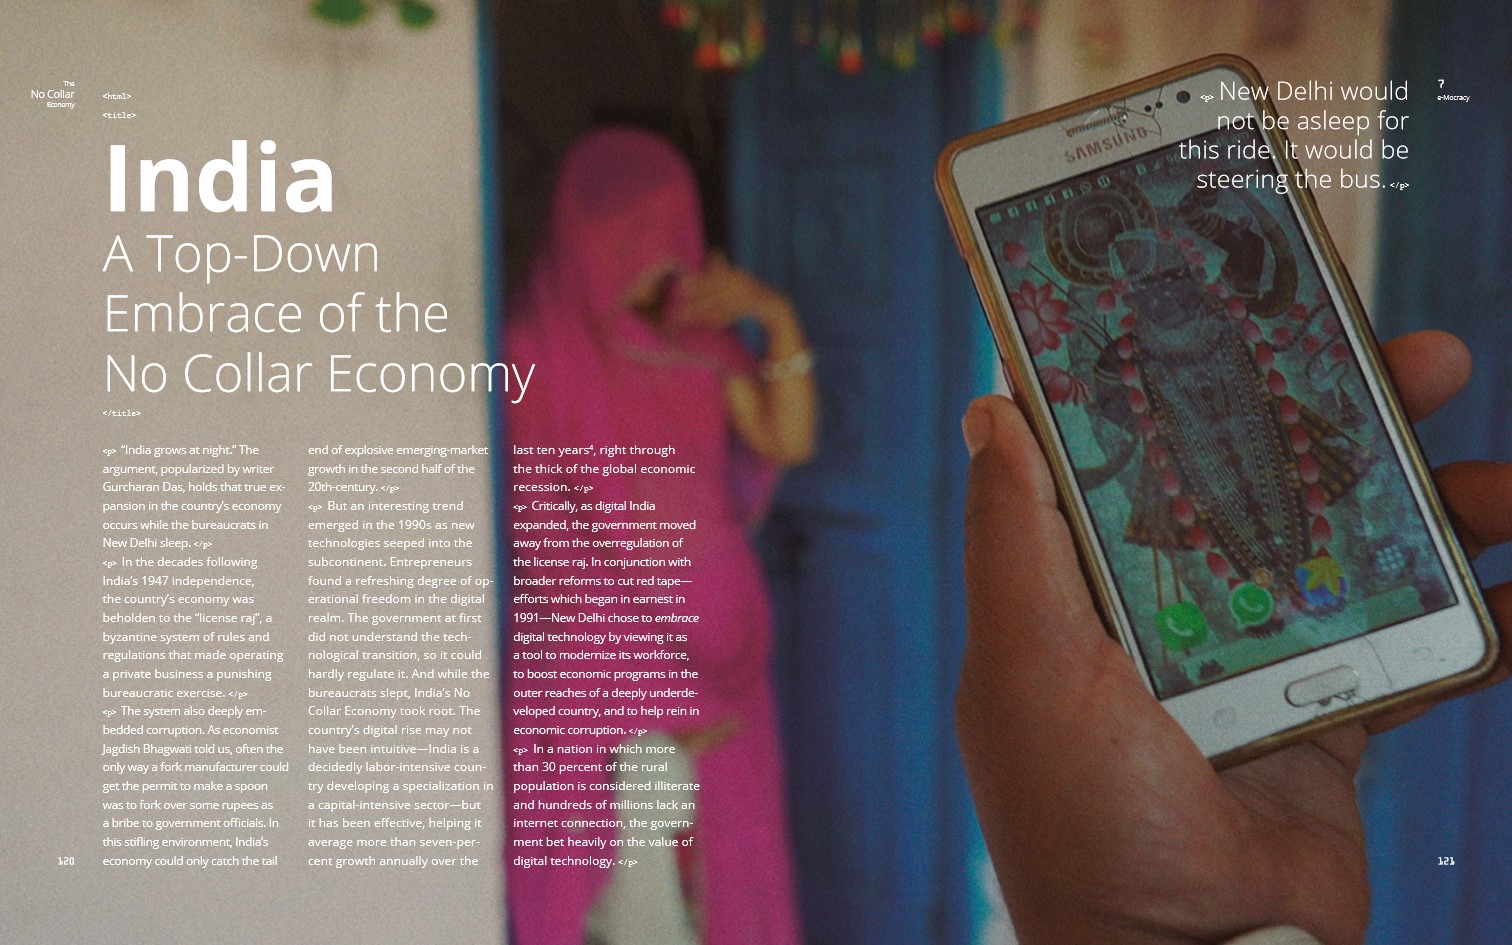 The
No Collar
Economy
<html>
<title>
India
A Top-Down
Embrace of the
No Collar Economy
</title>
<p> “India grows at night.” The
argument, popularized by writer
Gurcharan Das, holds that true ex-
pansion in the country’s economy
occurs while the bureaucrats in
New Delhi sleep. </p>
<p> In the decades following
India’s 1947 independence,
the country’s economy was
beholden to the “license raj”, a
byzantine system of rules and
regulations that made operating
a private business a punishing
bureaucratic exercise. </p>
<p> The system also deeply em-
bedded corruption. As economist
Jagdish Bhagwati told us, often the
only way a fork manufacturer could
get the permit to make a spoon
was to fork over some rupees as
a bribe to government officials. In
this stifling environment, India’s
economy could only catch the tail
end of explosive emerging-market
growth in the second half of the
20th-century. </p>
<p> But an interesting trend
emerged in the 1990s as new
technologies seeped into the
subcontinent. Entrepreneurs
found a refreshing degree of op-
erational freedom in the digital
realm. The government at first
did not understand the tech-
nological transition, so it could
hardly regulate it. And while the
bureaucrats slept, India’s No
Collar Economy took root. The
country’s digital rise may not
have been intuitive—India is a
decidedly labor-intensive coun-
try developing a specialization in
a capital-intensive sector—but
it has been effective, helping it
average more than seven-per-
cent growth annually over the
last ten years⁴, right through
the thick of the global economic
recession. </p>
<p> Critically, as digital India
expanded, the government moved
away from the overregulation of
the license raj. In conjunction with
broader reforms to cut red tape—
efforts which began in earnest in
1991—New Delhi chose to embrace
digital technology by viewing it as
a tool to modernize its workforce,
to boost economic programs in the
outer reaches of a deeply underde-
veloped country, and to help rein in
economic corruption. </p>
<p> In a nation in which more
than 30 percent of the rural
population is considered illiterate
and hundreds of millions lack an
internet connection, the govern-
ment bet heavily on the value of
digital technology. </p>
120
<p> New Delhi would
not be asleep for
this ride. It would be
steering the bus. </p>
7
e-Mocracy
SAMSUNG
121